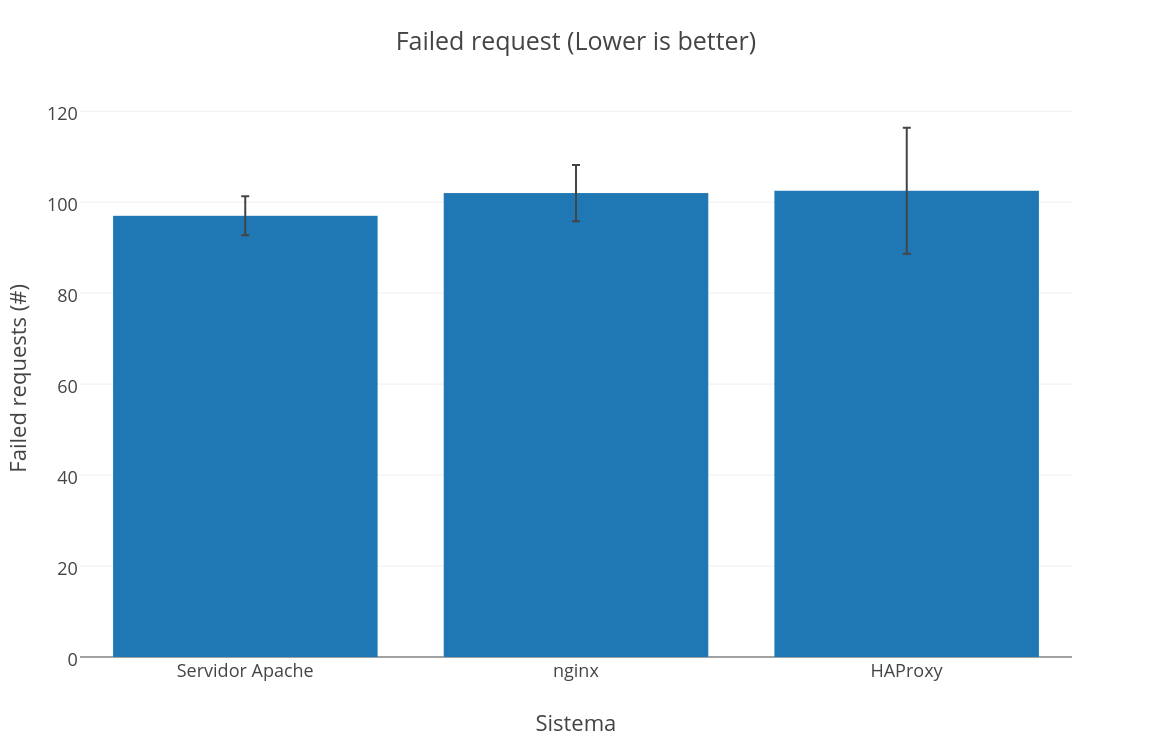 Failed request (Lower is better)
Failed requests (#)
120
100
80
60
40
20
0
Servidor Apache
nginx
HAProxy
Sistema